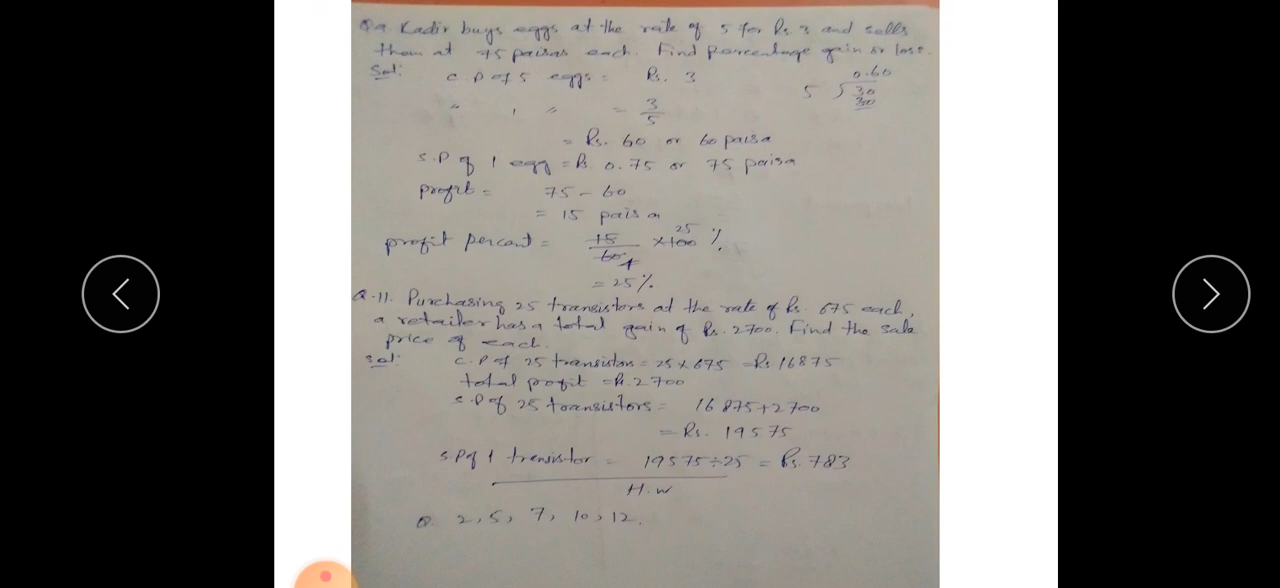 Q9. Kadir buys eggs at the rate of 5 for Rs. 3 and sells
them at 75 paisas each. Find percentage gain or loss.
Sol: C.P of 5 eggs = Rs. 3
" 1 " = 3/5
5 ) 30 0.60
30
= Rs. 60 or 60 paisa
S.P of 1 egg = Rs 0.75 or 75 paisa
profit = 75 - 60
= 15 paisa
profit percent = 15/60 4 × 100 25 %
= 25%
Q.11. Purchasing 25 transistors at the rate of Rs. 675 each,
a retailer has a total gain of Rs. 2700. Find the sale
price of each.
Sol: C.P of 25 transistors = 25 × 675 = Rs 16875
total profit = Rs. 2700
S.P of 25 transistors = 16875 + 2700
= Rs. 19575
S.P of 1 transistor = 19575 ÷ 25 = Rs. 783
H.W
Q. 2, 5, 7, 10, 12.